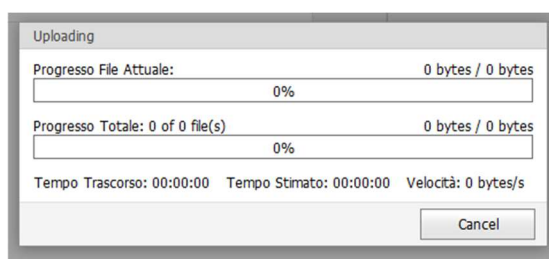 Uploading
Progresso File Attuale: 0 bytes / 0 bytes
0%
Progresso Totale: 0 of 0 file(s) 0 bytes / 0 bytes
0%
Tempo Trascorso: 00:00:00 Tempo Stimato: 00:00:00 Velocità: 0 bytes/s
Cancel